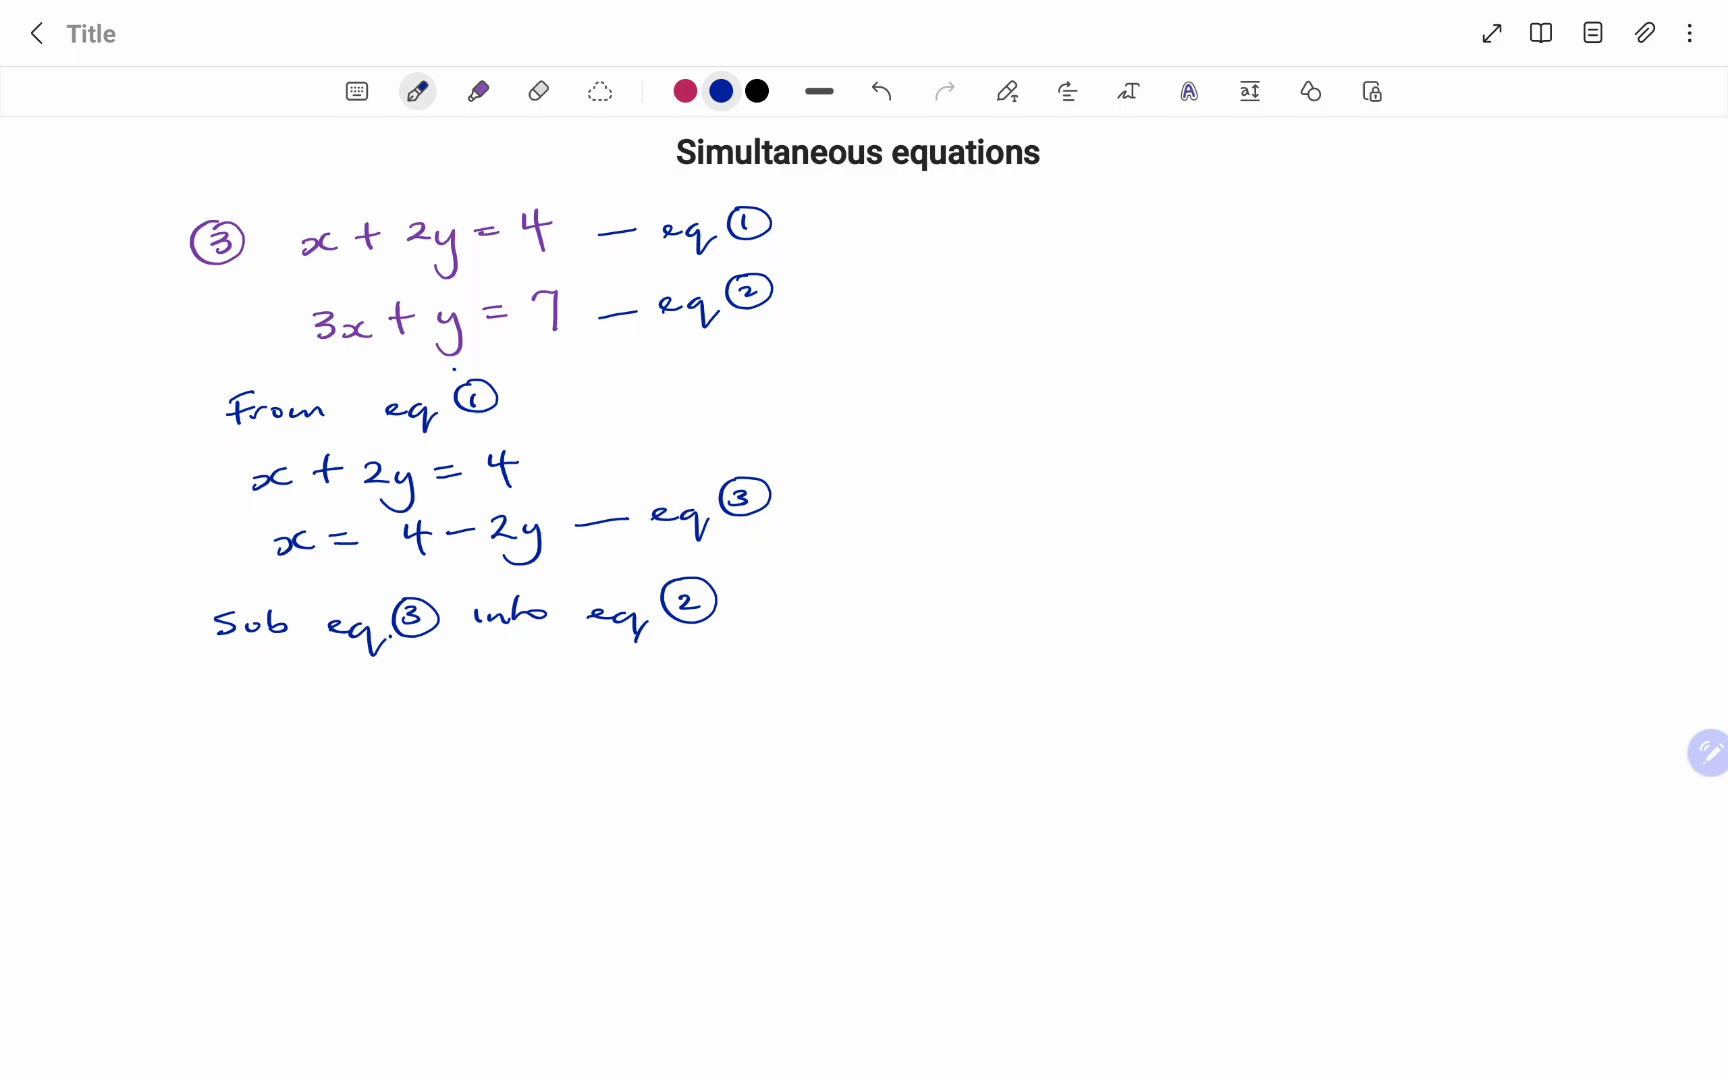 Title
Simultaneous equations
③ x + 2y = 4 — eq ①
3x + y = 7 — eq ②
From eq ①
x + 2y = 4
x = 4 - 2y — eq ③
Sub eq.③ into eq ②